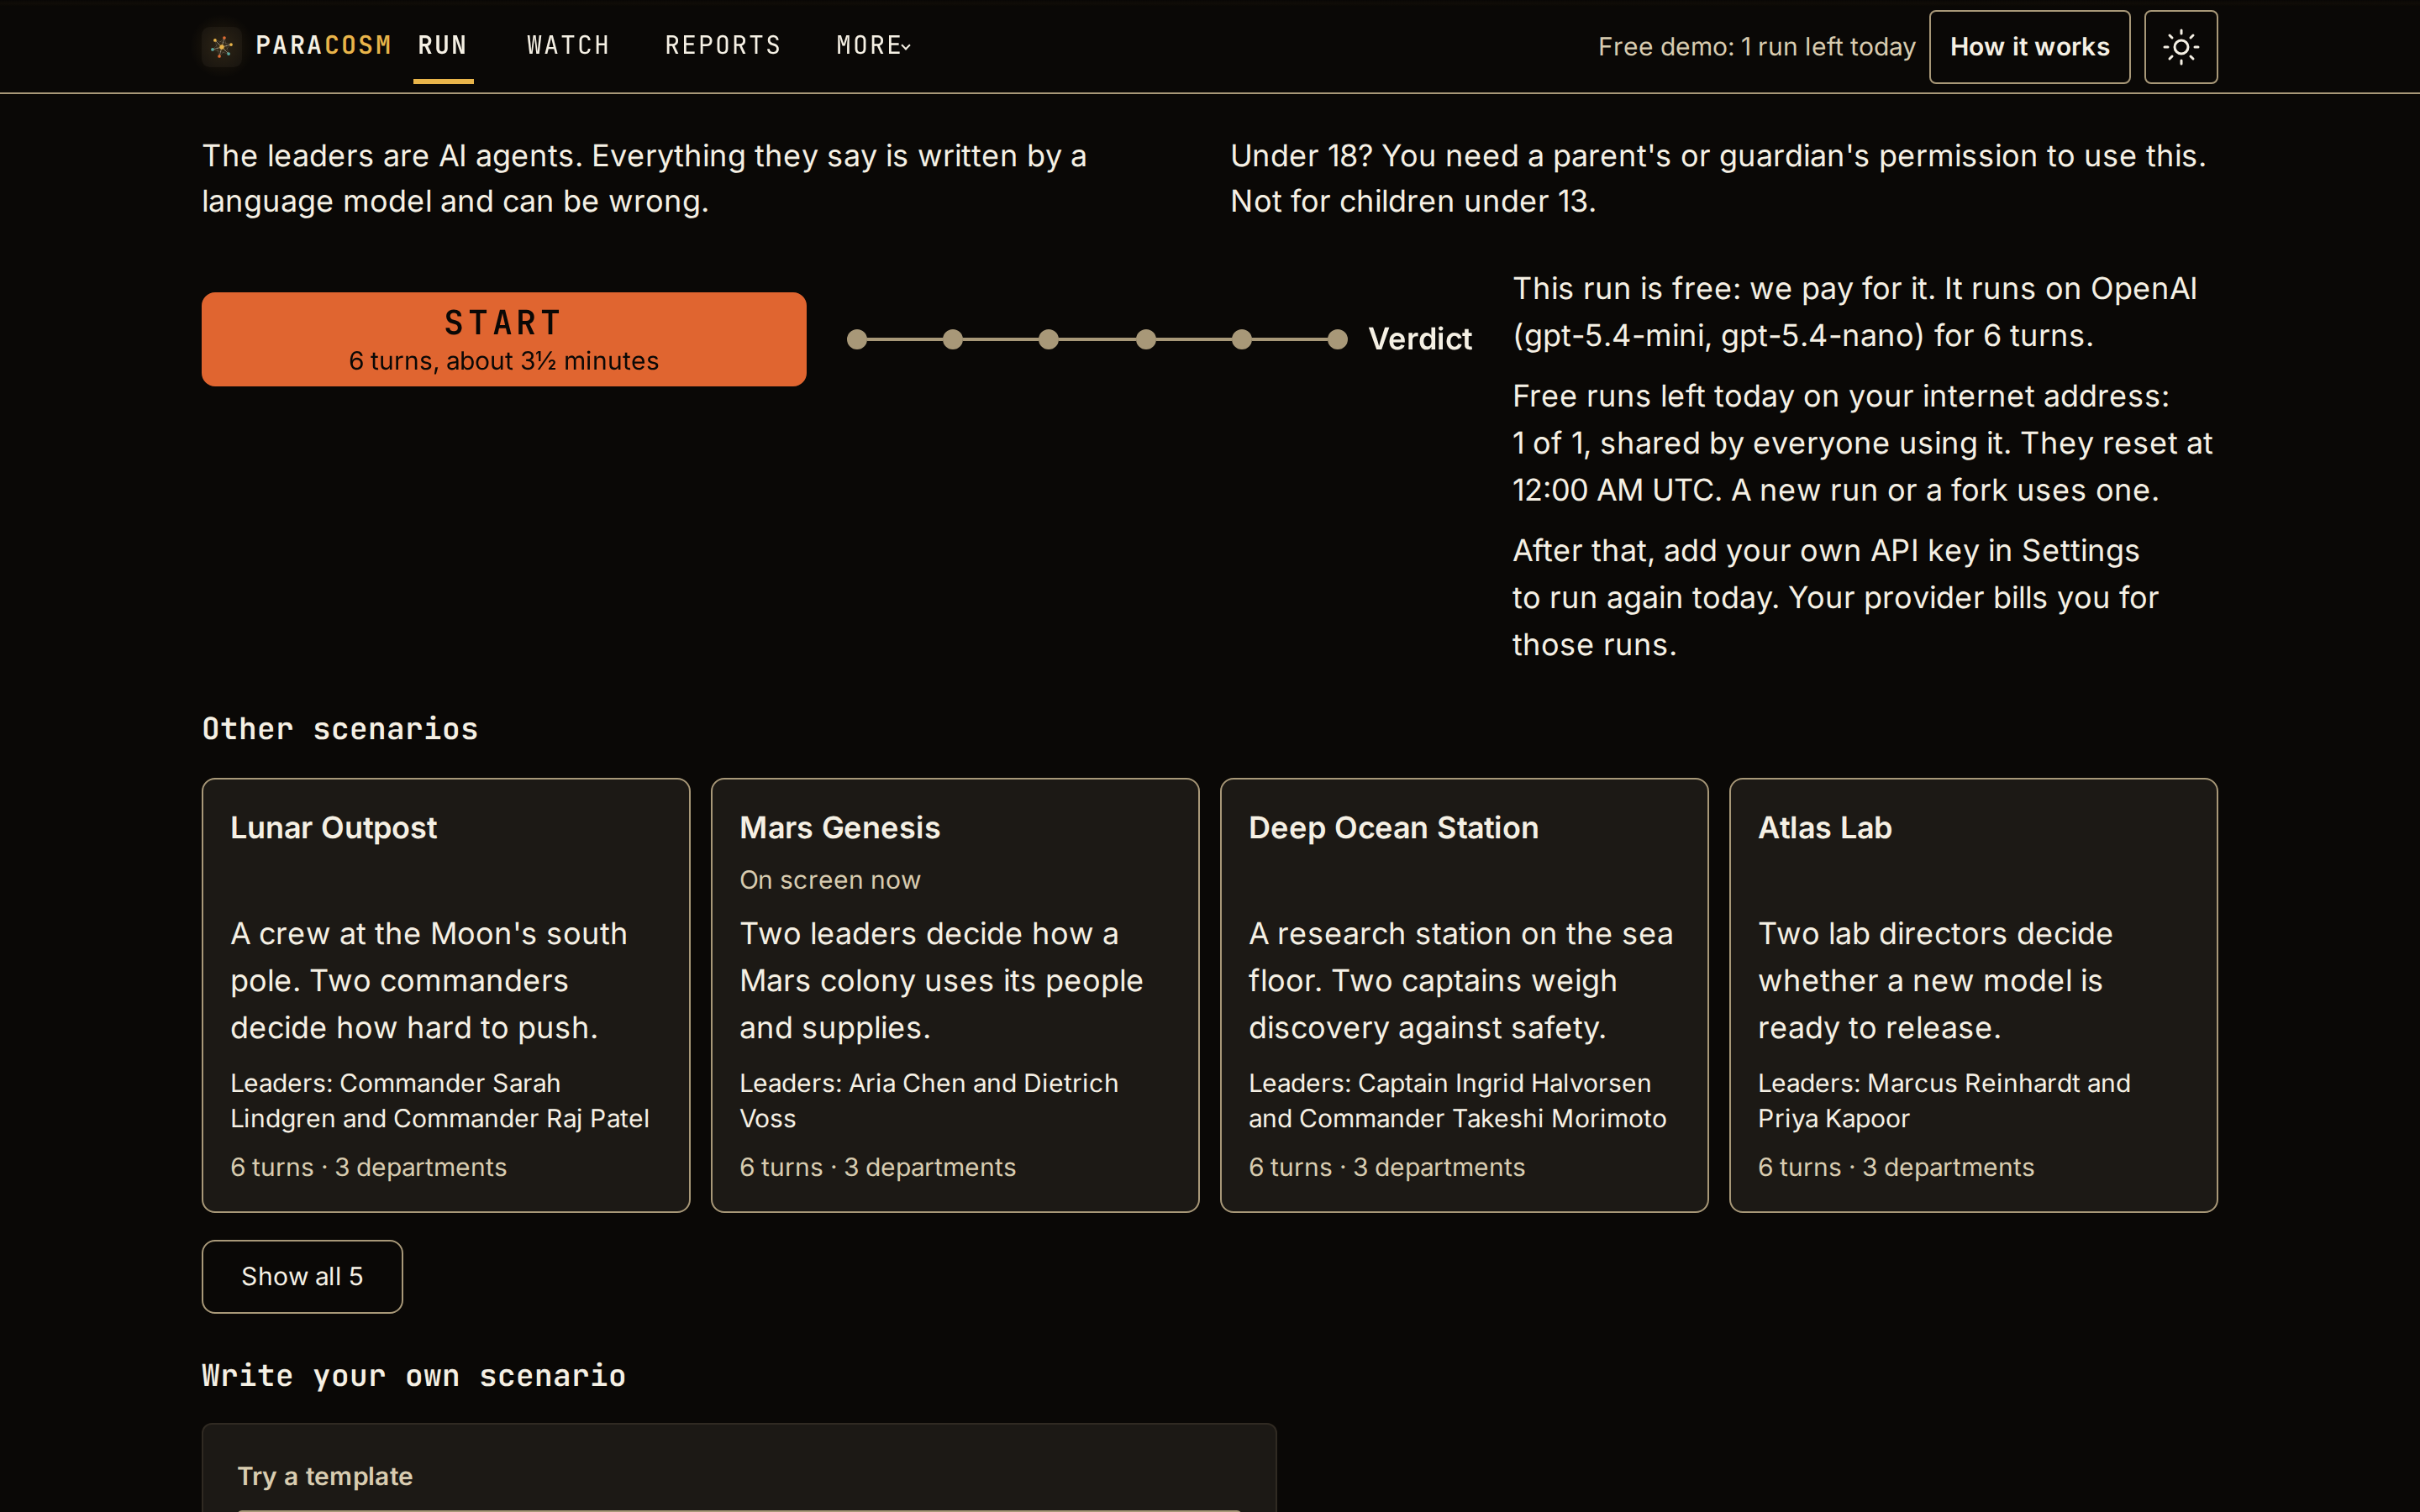 PARACOSM RUN WATCH REPORTS MORE
Free demo: 1 run left today How it works
The leaders are AI agents. Everything they say is written by a
language model and can be wrong.
Under 18? You need a parent's or guardian's permission to use this.
Not for children under 13.
START
6 turns, about 3½ minutes
Verdict
This run is free: we pay for it. It runs on OpenAI
(gpt-5.4-mini, gpt-5.4-nano) for 6 turns.
Free runs left today on your internet address:
1 of 1, shared by everyone using it. They reset at
12:00 AM UTC. A new run or a fork uses one.
After that, add your own API key in Settings
to run again today. Your provider bills you for
those runs.
Other scenarios
Lunar Outpost
A crew at the Moon's south
pole. Two commanders
decide how hard to push.
Leaders: Commander Sarah
Lindgren and Commander Raj Patel
6 turns · 3 departments
Mars Genesis
On screen now
Two leaders decide how a
Mars colony uses its people
and supplies.
Leaders: Aria Chen and Dietrich
Voss
6 turns · 3 departments
Deep Ocean Station
A research station on the sea
floor. Two captains weigh
discovery against safety.
Leaders: Captain Ingrid Halvorsen
and Commander Takeshi Morimoto
6 turns · 3 departments
Atlas Lab
Two lab directors decide
whether a new model is
ready to release.
Leaders: Marcus Reinhardt and
Priya Kapoor
6 turns · 3 departments
Show all 5
Write your own scenario
Try a template